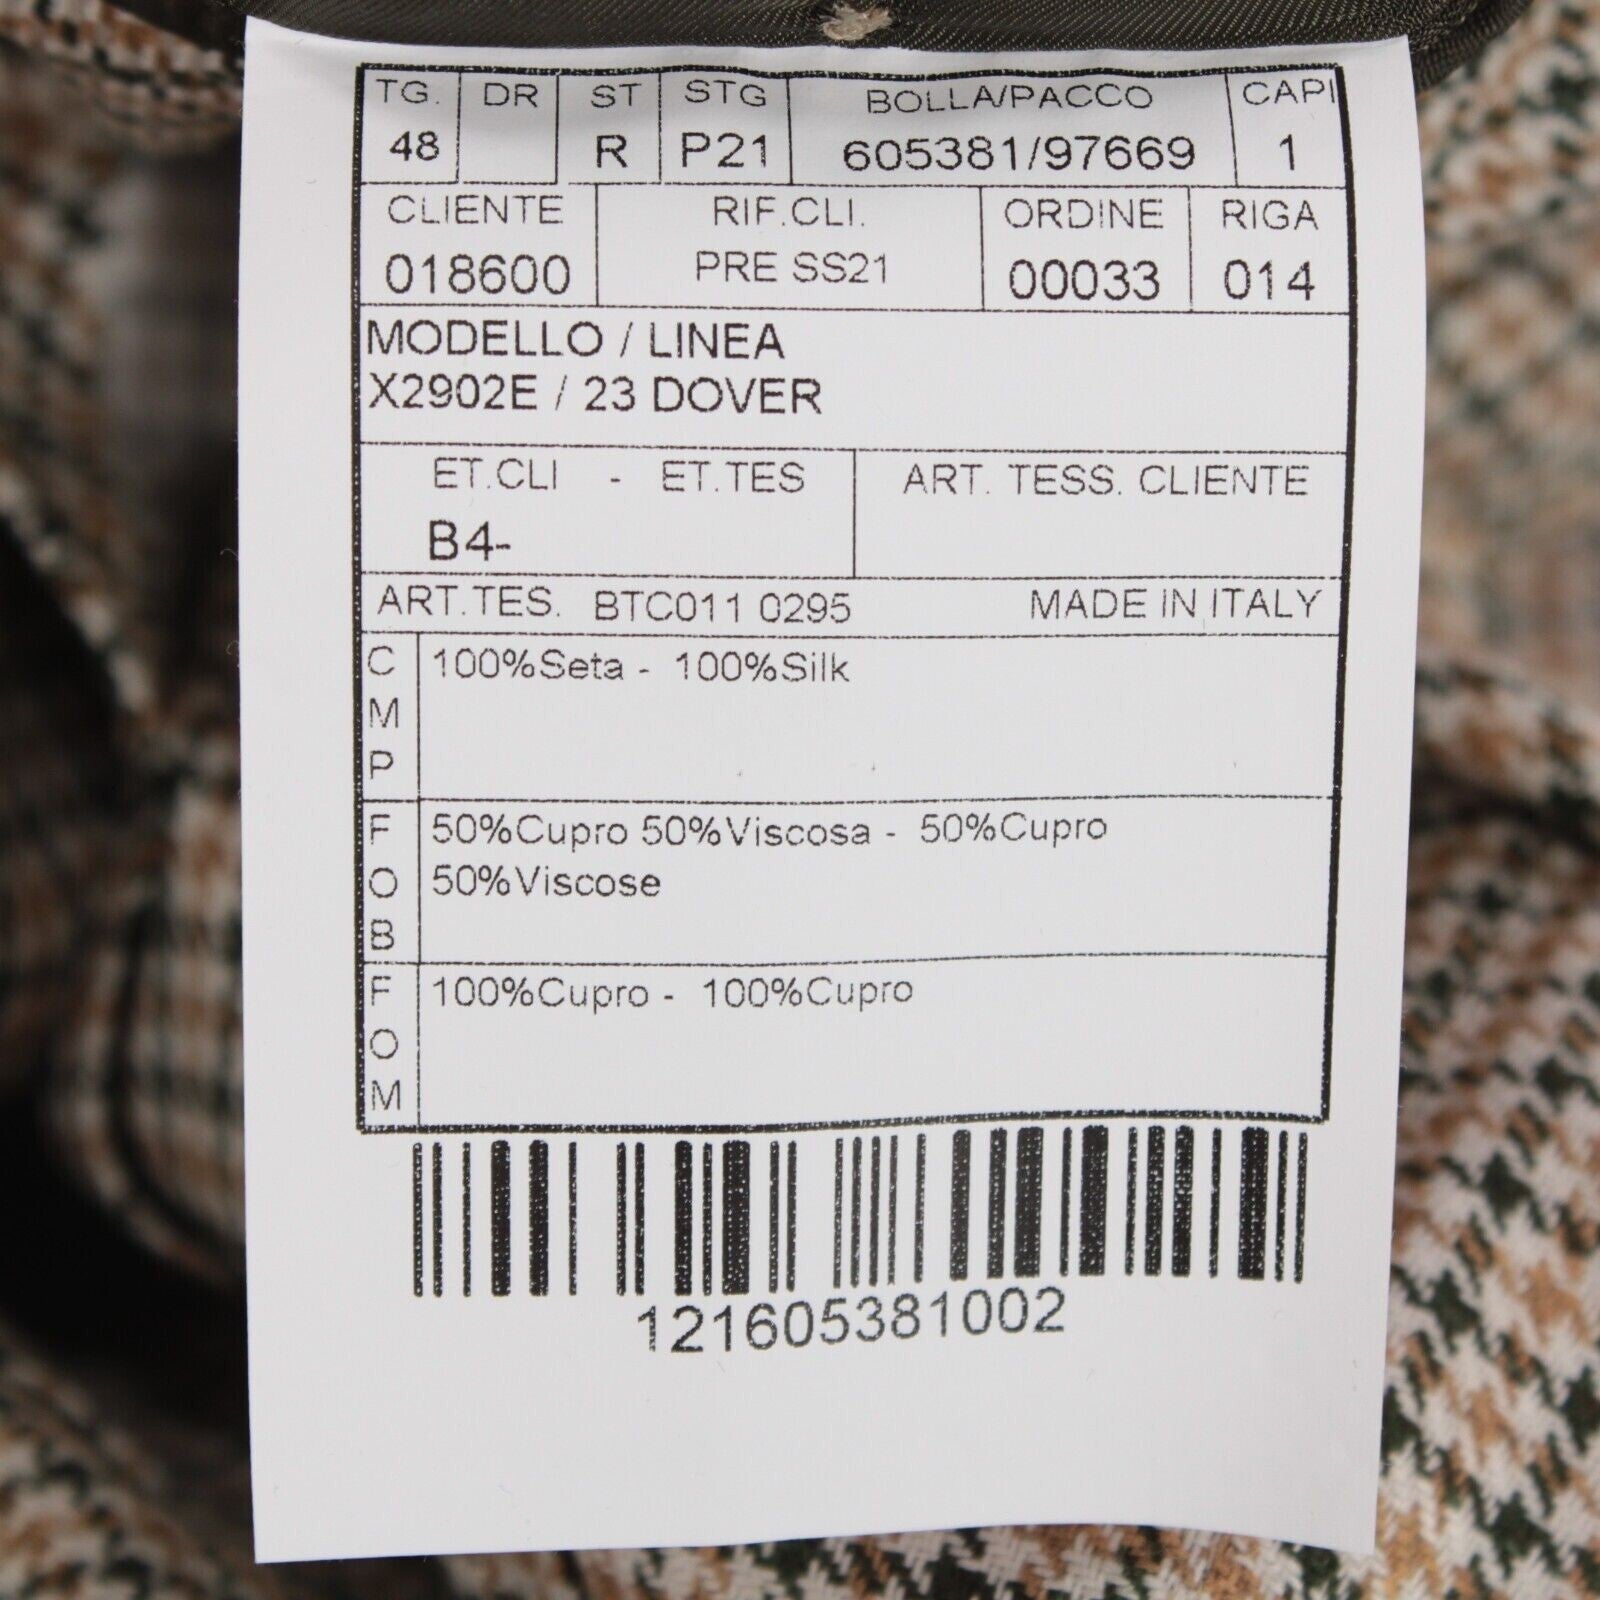 TG. DR ST STG BOLLA/PACCO CAPI
48 R P21 605381/97669 1
CLIENTE RIF.CLI. ORDINE RIGA
018600 PRE SS21 00033 014
MODELLO / LINEA
X2902E / 23 DOVER
ET.CLI - ET.TES ART. TESS. CLIENTE
B4-
ART.TES. BTC011 0295 MADE IN ITALY
CMP 100%Seta - 100%Silk
FOB 50%Cupro 50%Viscosa - 50%Cupro
50%Viscose
FOM 100%Cupro - 100%Cupro
121605381002